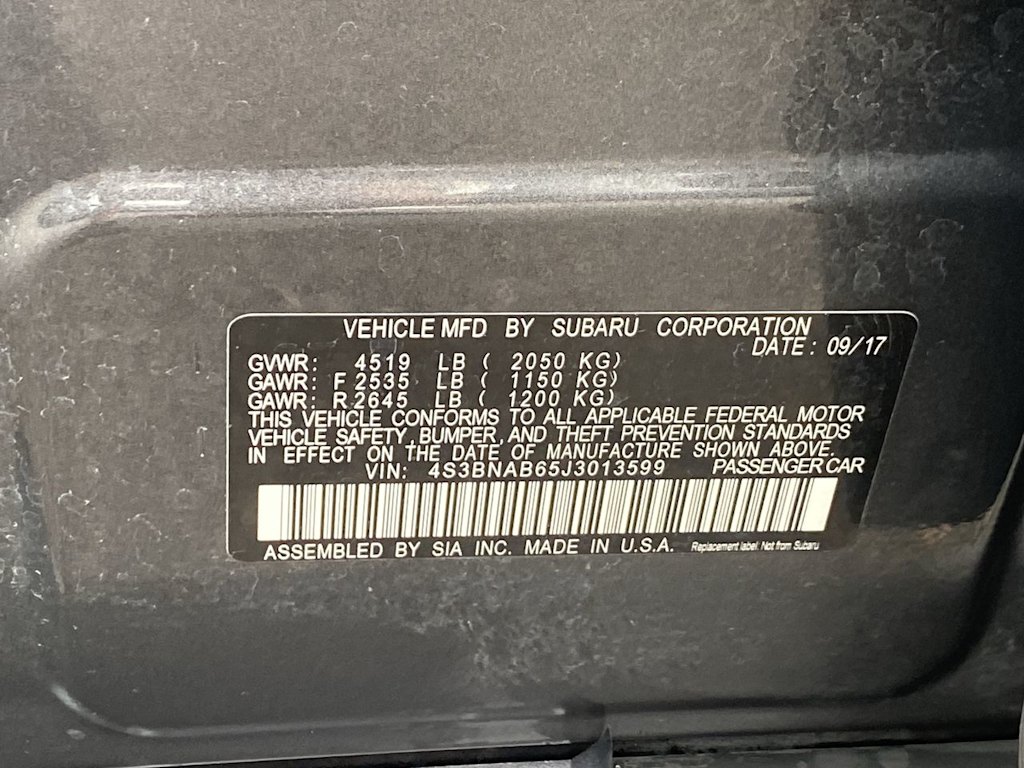 VEHICLE MFD BY SUBARU CORPORATION
DATE: 09/17
GVWR: 4519 LB ( 2050 KG)
GAWR: F 2535 LB ( 1150 KG)
GAWR: R 2645 LB ( 1200 KG)
THIS VEHICLE CONFORMS TO ALL APPLICABLE FEDERAL MOTOR
VEHICLE SAFETY, BUMPER, AND THEFT PREVENTION STANDARDS
IN EFFECT ON THE DATE OF MANUFACTURE SHOWN ABOVE.
VIN: 4S3BNAB65J3013599 PASSENGER CAR
ASSEMBLED BY SIA INC. MADE IN U.S.A. Replacement label: Not from Subaru